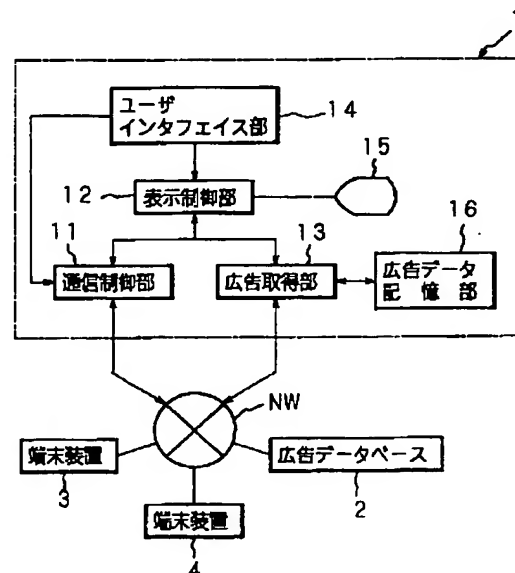 1
ユーザ
インタフェイス部
14
15
12
表示制御部
11
13
16
通信制御部
広告取得部
広告データ
記憶部
NW
端末装置
3
広告データベース
2
端末装置
4